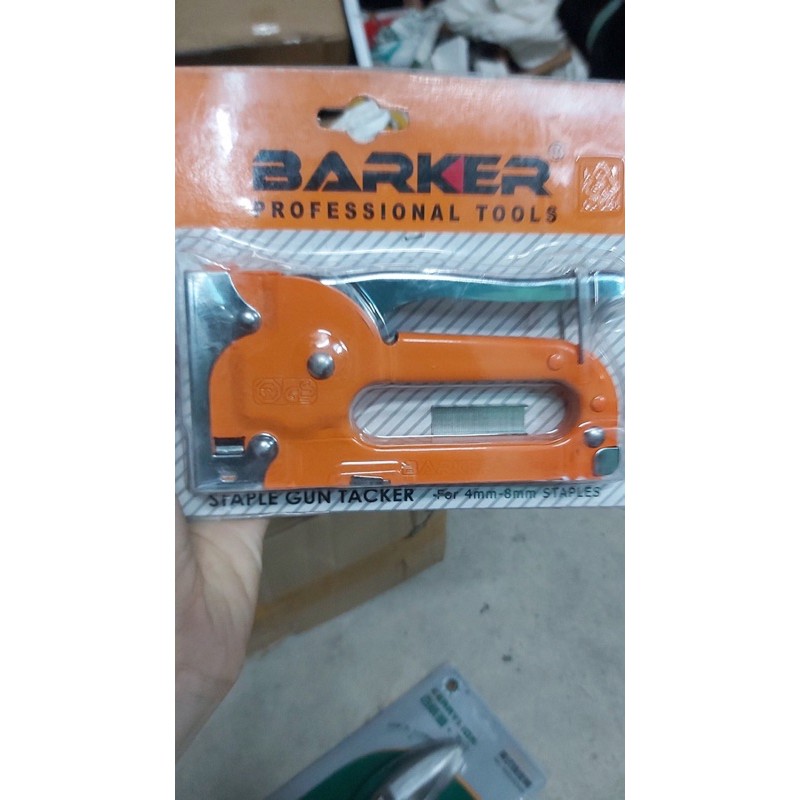 BARKER®
PROFESSIONAL TOOLS
STAPLE GUN TACKER -For 4mm-8mm STAPLES